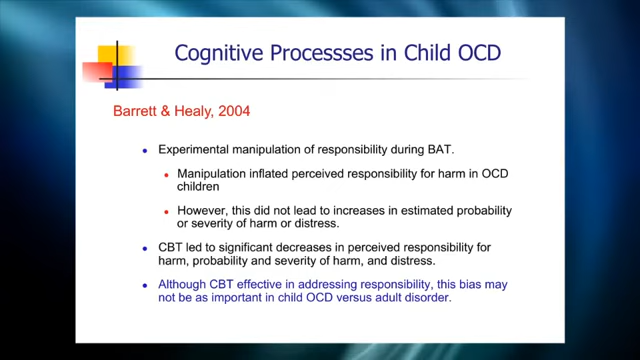 Cognitive Processses in Child OCD
Barrett & Healy, 2004
Experimental manipulation of responsibility during BAT.
Manipulation inflated perceived responsibility for harm in OCD
children
However, this did not lead to increases in estimated probability
or severity of harm or distress.
CBT led to significant decreases in perceived responsibility for
harm, probability and severity of harm, and distress.
Although CBT effective in addressing responsibility, this bias may
not be as important in child OCD versus adult disorder.